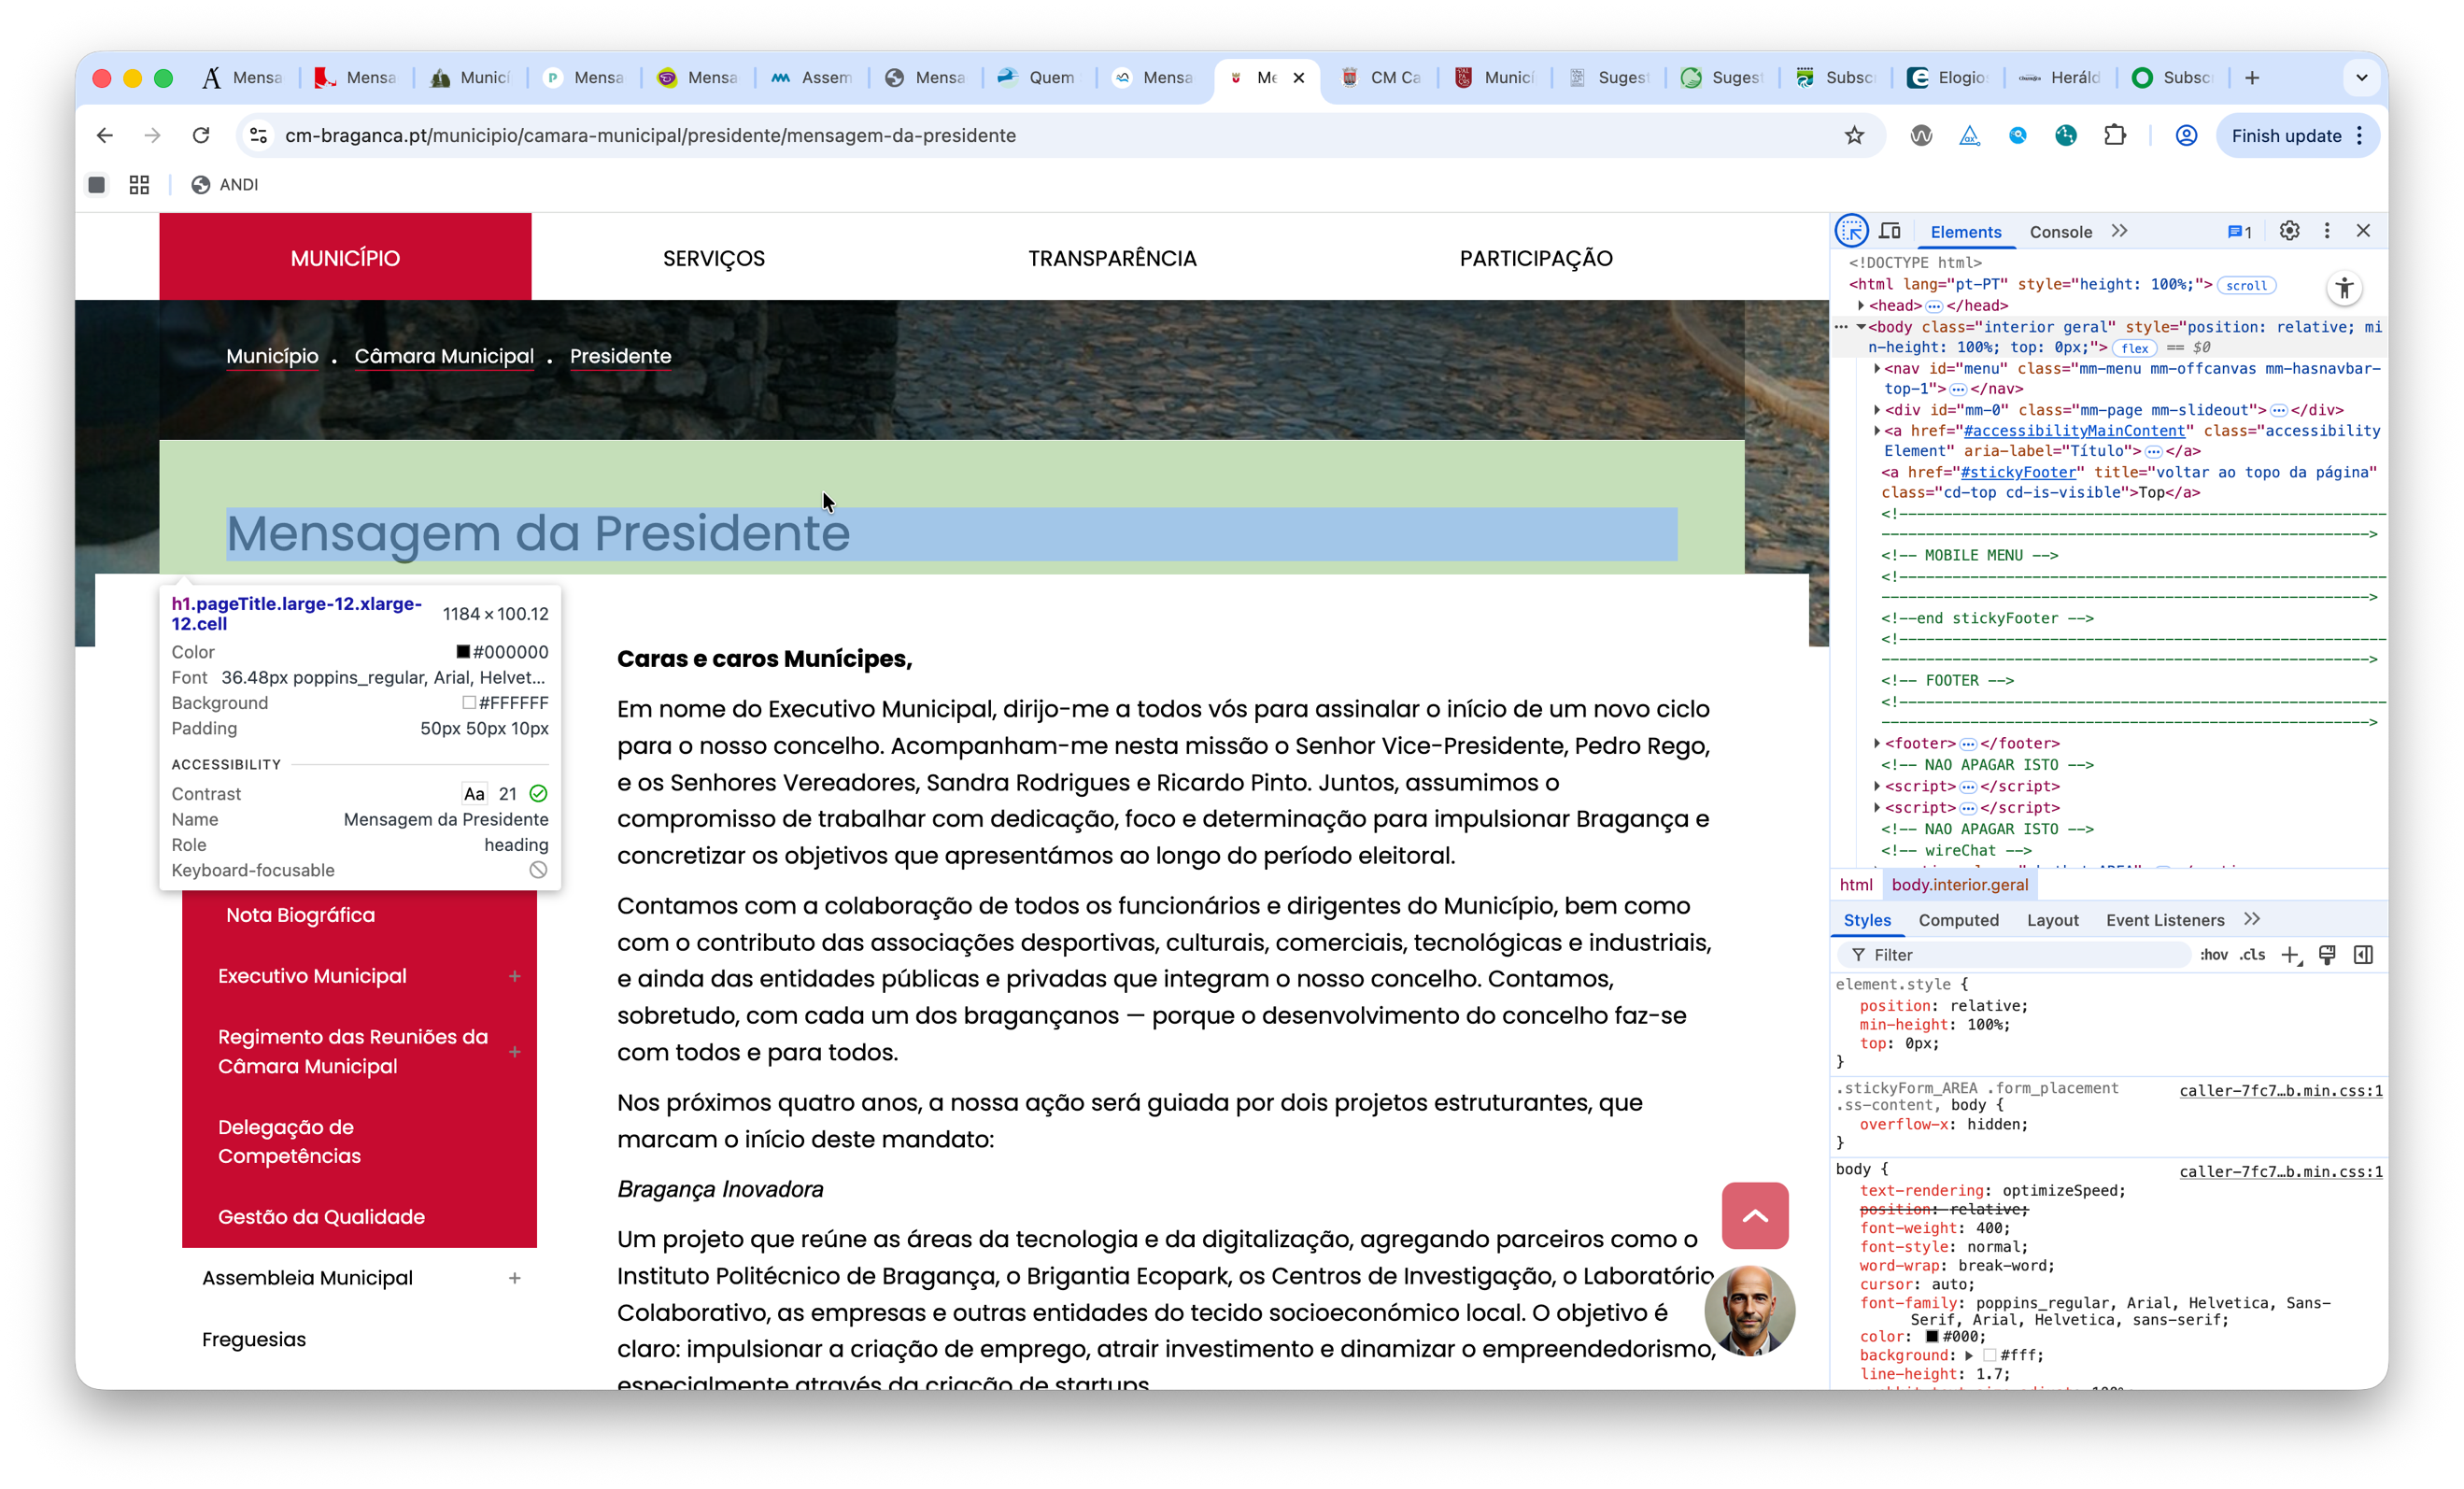 Mensa
Mensa
Municí
Mensa
Mensa
Assem
Mensa
Quem
Mensa
Me
CM Ca
Municí
Sugest
Sugest
Subsc
Elogio
Heráld
Subsc
cm-braganca.pt/municipio/camara-municipal/presidente/mensagem-da-presidente
Finish update
ANDI
MUNICÍPIO
SERVIÇOS
TRANSPARÊNCIA
PARTICIPAÇÃO
Município . Câmara Municipal . Presidente
Mensagem da Presidente
h1.pageTitle.large-12.xlarge-
12.cell
1184 × 100.12
Color #000000
Font 36.48px poppins_regular, Arial, Helvet...
Background #FFFFFF
Padding 50px 50px 10px
ACCESSIBILITY
Contrast Aa 21
Name Mensagem da Presidente
Role heading
Keyboard-focusable
Nota Biográfica
Executivo Municipal +
Regimento das Reuniões da
Câmara Municipal +
Delegação de
Competências
Gestão da Qualidade
Assembleia Municipal +
Freguesias
Caras e caros Munícipes,
Em nome do Executivo Municipal, dirijo-me a todos vós para assinalar o início de um novo ciclo
para o nosso concelho. Acompanham-me nesta missão o Senhor Vice-Presidente, Pedro Rego,
e os Senhores Vereadores, Sandra Rodrigues e Ricardo Pinto. Juntos, assumimos o
compromisso de trabalhar com dedicação, foco e determinação para impulsionar Bragança e
concretizar os objetivos que apresentámos ao longo do período eleitoral.
Contamos com a colaboração de todos os funcionários e dirigentes do Município, bem como
com o contributo das associações desportivas, culturais, comerciais, tecnológicas e industriais,
e ainda das entidades públicas e privadas que integram o nosso concelho. Contamos,
sobretudo, com cada um dos bragançanos — porque o desenvolvimento do concelho faz-se
com todos e para todos.
Nos próximos quatro anos, a nossa ação será guiada por dois projetos estruturantes, que
marcam o início deste mandato:
Bragança Inovadora
Um projeto que reúne as áreas da tecnologia e da digitalização, agregando parceiros como o
Instituto Politécnico de Bragança, o Brigantia Ecopark, os Centros de Investigação, o Laboratório
Colaborativo, as empresas e outras entidades do tecido socioeconómico local. O objetivo é
claro: impulsionar a criação de emprego, atrair investimento e dinamizar o empreendedorismo,
especialmente através da criação de startups
Elements
Console
1
<!DOCTYPE html>
<html lang="pt-PT" style="height: 100%;"> scroll
<head> ... </head>
<body class="interior geral" style="position: relative; mi
n-height: 100%; top: 0px;"> flex == $0
<nav id="menu" class="mm-menu mm-offcanvas mm-hasnavbar-
top-1"> ... </nav>
<div id="mm-0" class="mm-page mm-slideout"> ... </div>
<a href="#accessibilityMainContent" class="accessibility
Element" aria-label="Título"> ... </a>
<a href="#stickyFooter" title="voltar ao topo da página"
class="cd-top cd-is-visible">Top</a>
<!-- MOBILE MENU -->
<!--end stickyFooter -->
<!-- FOOTER -->
<footer> ... </footer>
<!-- NAO APAGAR ISTO -->
<script> ... </script>
<script> ... </script>
<!-- NAO APAGAR ISTO -->
<!-- wireChat -->
html body.interior.geral
Styles Computed Layout Event Listeners
Filter :hov .cls
element.style {
position: relative;
min-height: 100%;
top: 0px;
}
.stickyForm_AREA .form_placement
.ss-content, body {
caller-7fc7…b.min.css:1
overflow-x: hidden;
}
body {
caller-7fc7…b.min.css:1
text-rendering: optimizeSpeed;
position: relative;
font-weight: 400;
font-style: normal;
word-wrap: break-word;
cursor: auto;
font-family: poppins_regular, Arial, Helvetica, Sans-
Serif, Arial, Helvetica, sans-serif;
color: #000;
background: #fff;
line-height: 1.7;